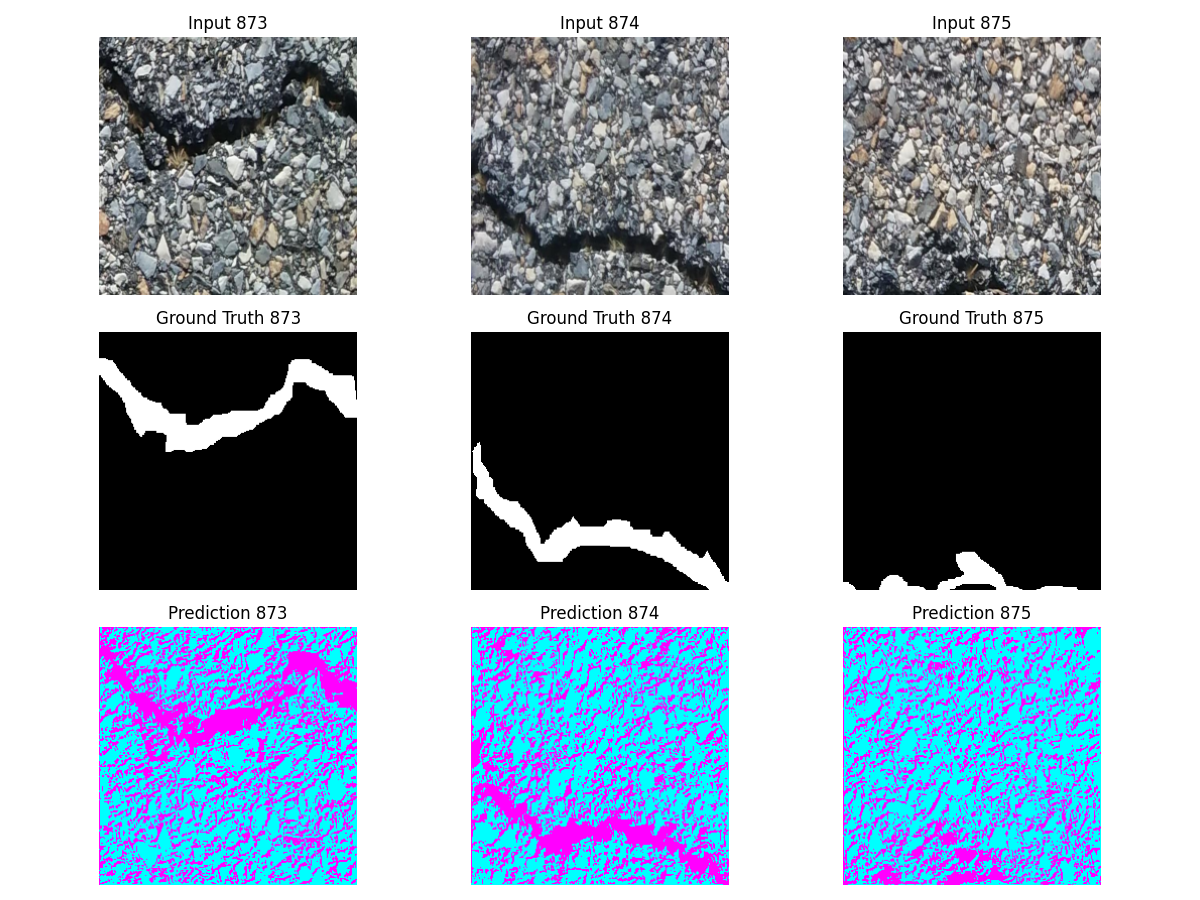 Input 873
Input 874
Input 875
Ground Truth 873
Ground Truth 874
Ground Truth 875
Prediction 873
Prediction 874
Prediction 875